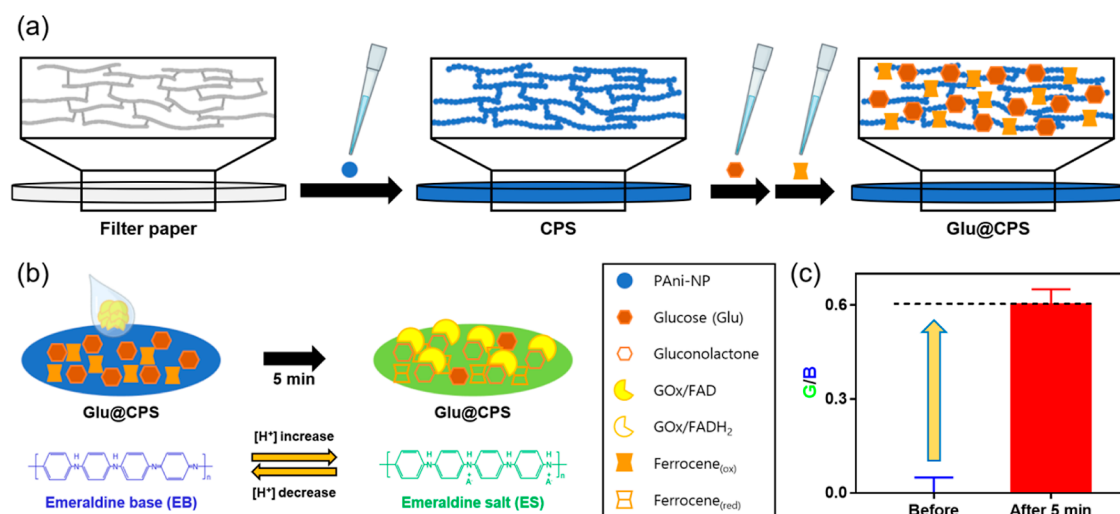 (a)
Filter paper
CPS
Glu@CPS
(b)
Glu@CPS
5 min
Glu@CPS
[H⁺] increase
[H⁺] decrease
H H
N N N N
n
Emeraldine base (EB)
H H H H
N N N N
+ +
A A
n
Emeraldine salt (ES)
PAni-NP
Glucose (Glu)
Gluconolactone
GOx/FAD
GOx/FADH₂
Ferrocene(ox)
Ferrocene(red)
(c)
G/B
0.6
0.3
0.0
Before
After 5 min